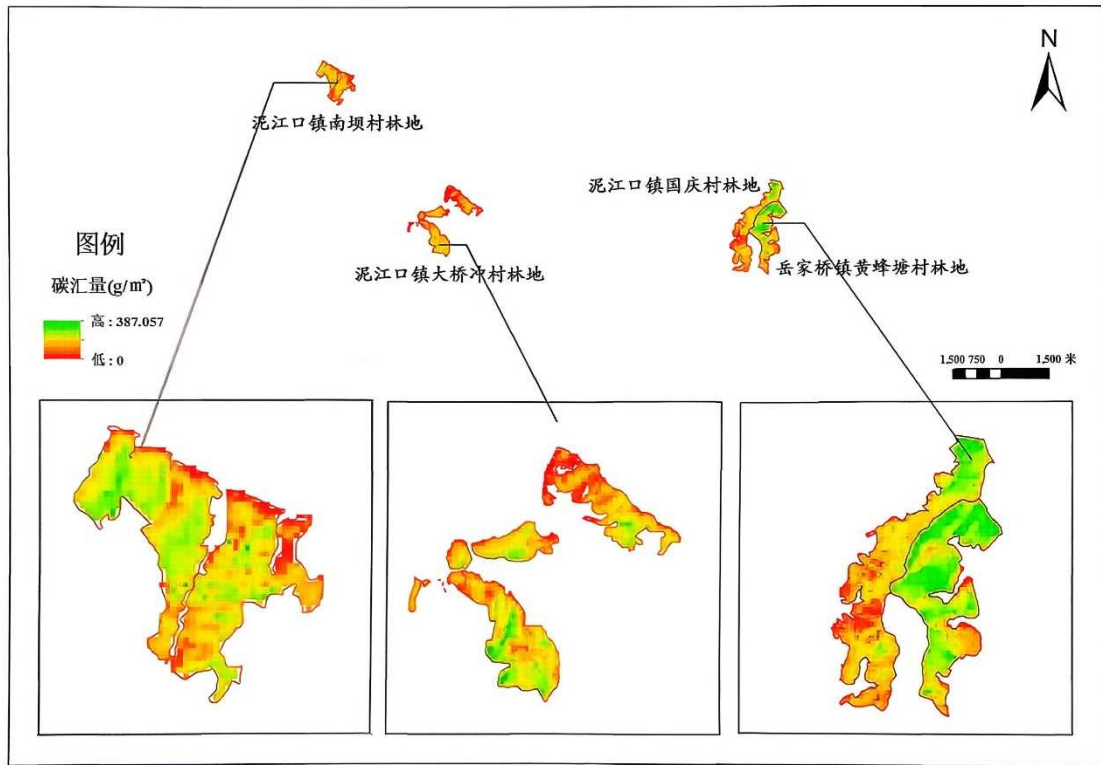 N
泥江口镇南坝村林地
泥江口镇国庆村林地
图例
泥江口镇大桥冲村林地
岳家桥镇黄蜂塘村林地
碳汇量(g/m²)
高 : 387.057
低 : 0
1,500 750 0 1,500 米